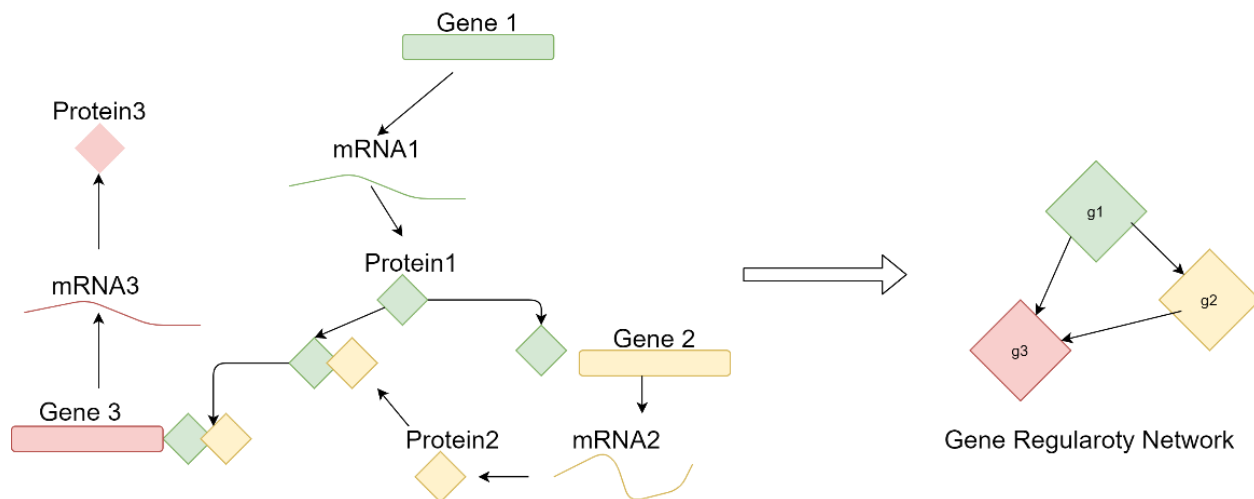 Gene 1
Protein3
mRNA1
g1
Protein1
mRNA3
g2
Gene 2
g3
Gene 3
Protein2
mRNA2
Gene Regularoty Network